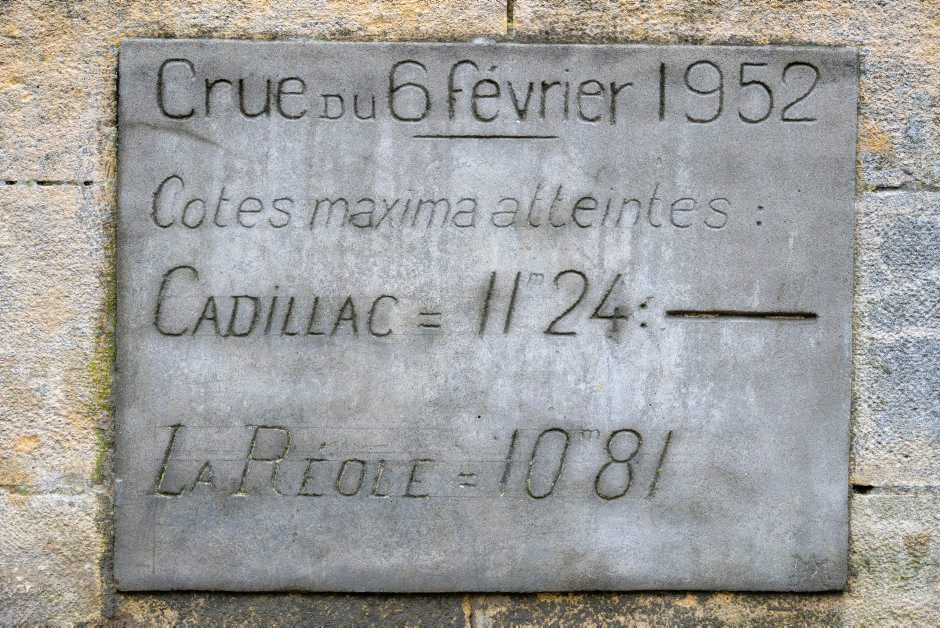 Crue DU 6 février 1952
Cotes maxima atteintes :
CADILLAC = 11m24 : —
LA RÉOLE = 10m81